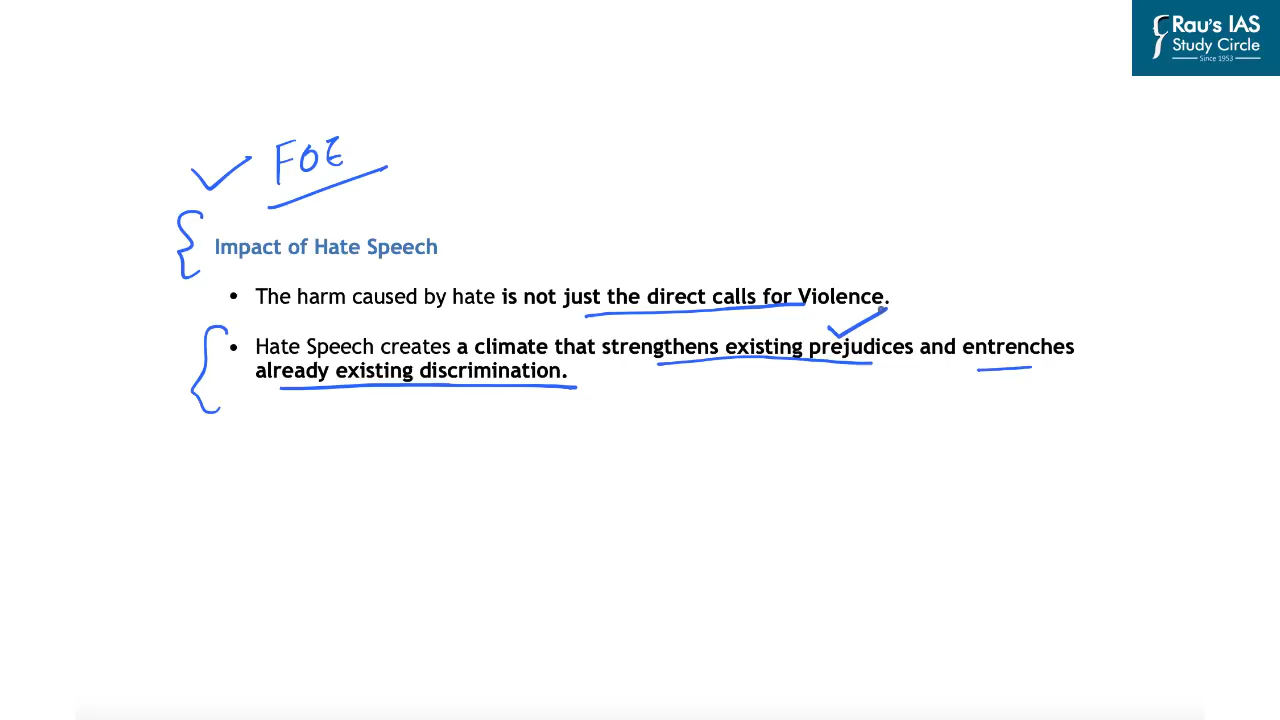 Rau's IAS
Study Circle
Since 1953
FOE
Impact of Hate Speech
• The harm caused by hate is not just the direct calls for Violence.
• Hate Speech creates a climate that strengthens existing prejudices and entrenches
already existing discrimination.